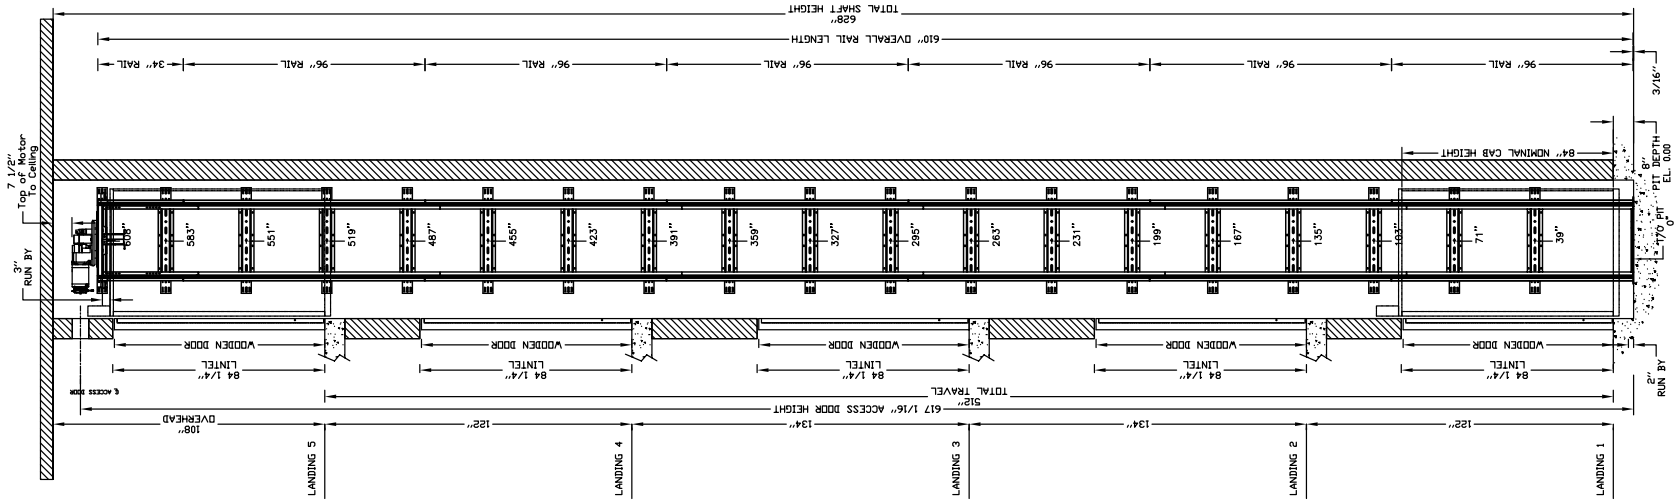 628"
TOTAL SHAFT HEIGHT
610" OVERALL RAIL LENGTH
34" RAIL
96" RAIL
96" RAIL
96" RAIL
96" RAIL
96" RAIL
96" RAIL
3/16"
7 1/2"
Top of Motor
To Ceiling
84" NOMINAL CAB HEIGHT
8"
PIT DEPTH
EL. 0.00
3"
RUN BY
608"
583"
551"
519"
487"
455"
423"
391"
359"
327"
295"
263"
231"
199"
167"
135"
103"
71"
39"
PIT
0"
WOODEN DOOR
WOODEN DOOR
WOODEN DOOR
WOODEN DOOR
WOODEN DOOR
84 1/4"
LINTEL
84 1/4"
LINTEL
84 1/4"
LINTEL
84 1/4"
LINTEL
84 1/4"
LINTEL
2"
RUN BY
ACCESS DOOR
512"
TOTAL TRAVEL
617 1/16" ACCESS DOOR HEIGHT
108"
OVERHEAD
122"
134"
134"
122"
LANDING 5
LANDING 4
LANDING 3
LANDING 2
LANDING 1